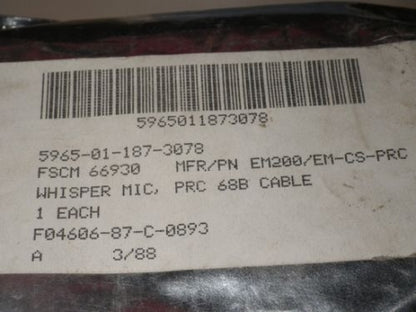 5965011873078
5965-01-187-3078
FSCM 66930 MFR/PN EM200/EM-CS-PRC
WHISPER MIC, PRC 68B CABLE
1 EACH
F04606-87-C-0893
A 3/88